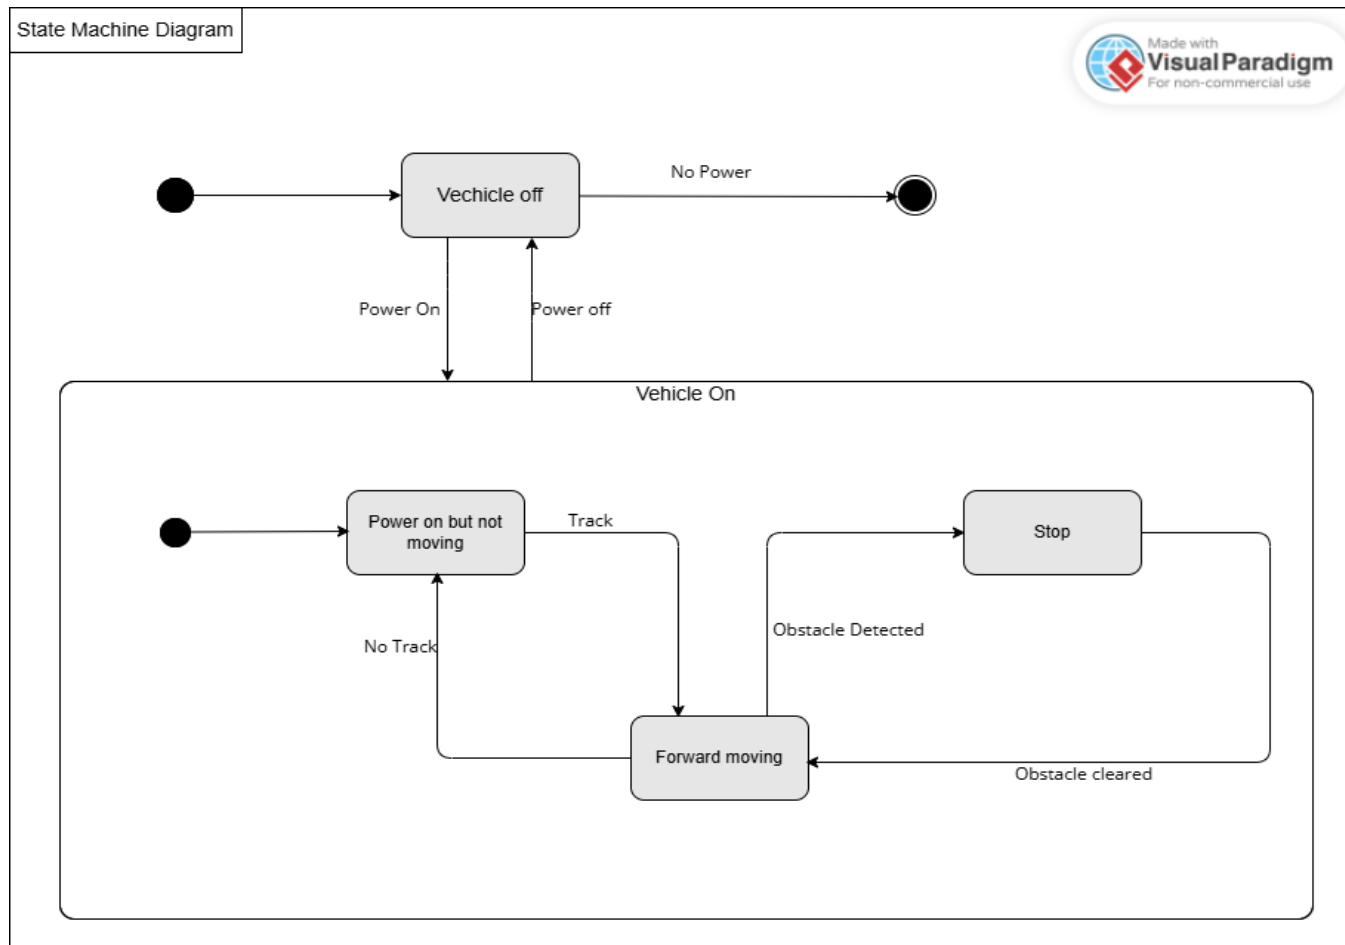 State Machine Diagram
Made with
Visual Paradigm
For non-commercial use
Vechicle off
No Power
Power On
Power off
Vehicle On
Power on but not
moving
Track
Stop
Obstacle Detected
No Track
Forward moving
Obstacle cleared